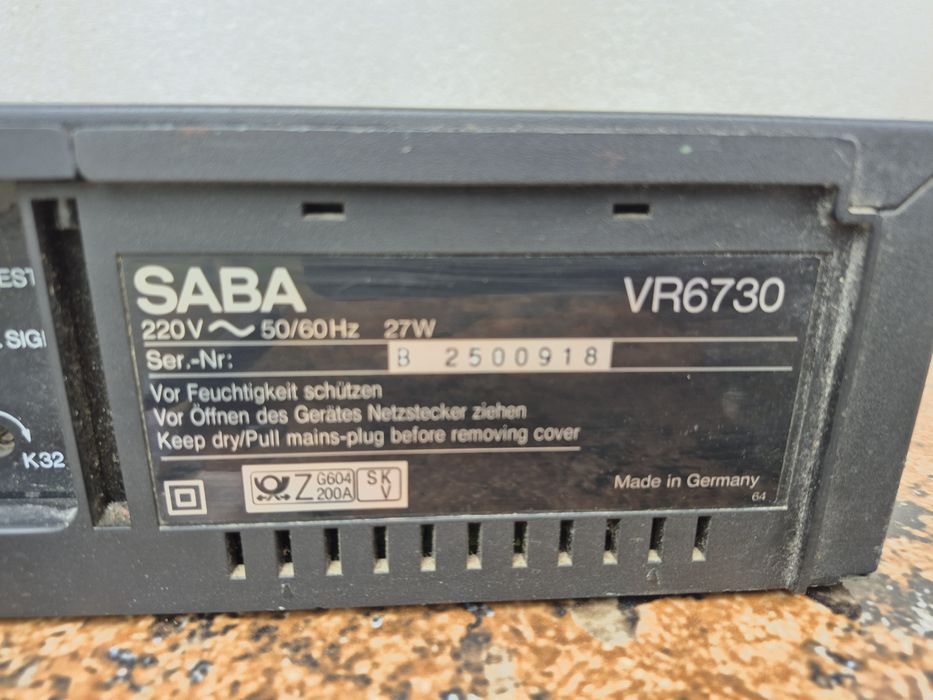 SABA
VR6730
220V ~ 50/60Hz 27W
Ser.-Nr: B 2500918
Vor Feuchtigkeit schützen
Vor Öffnen des Gerätes Netzstecker ziehen
Keep dry/Pull mains-plug before removing cover
Z G604 200A SK V
Made in Germany
64
EST
.SIG
K32